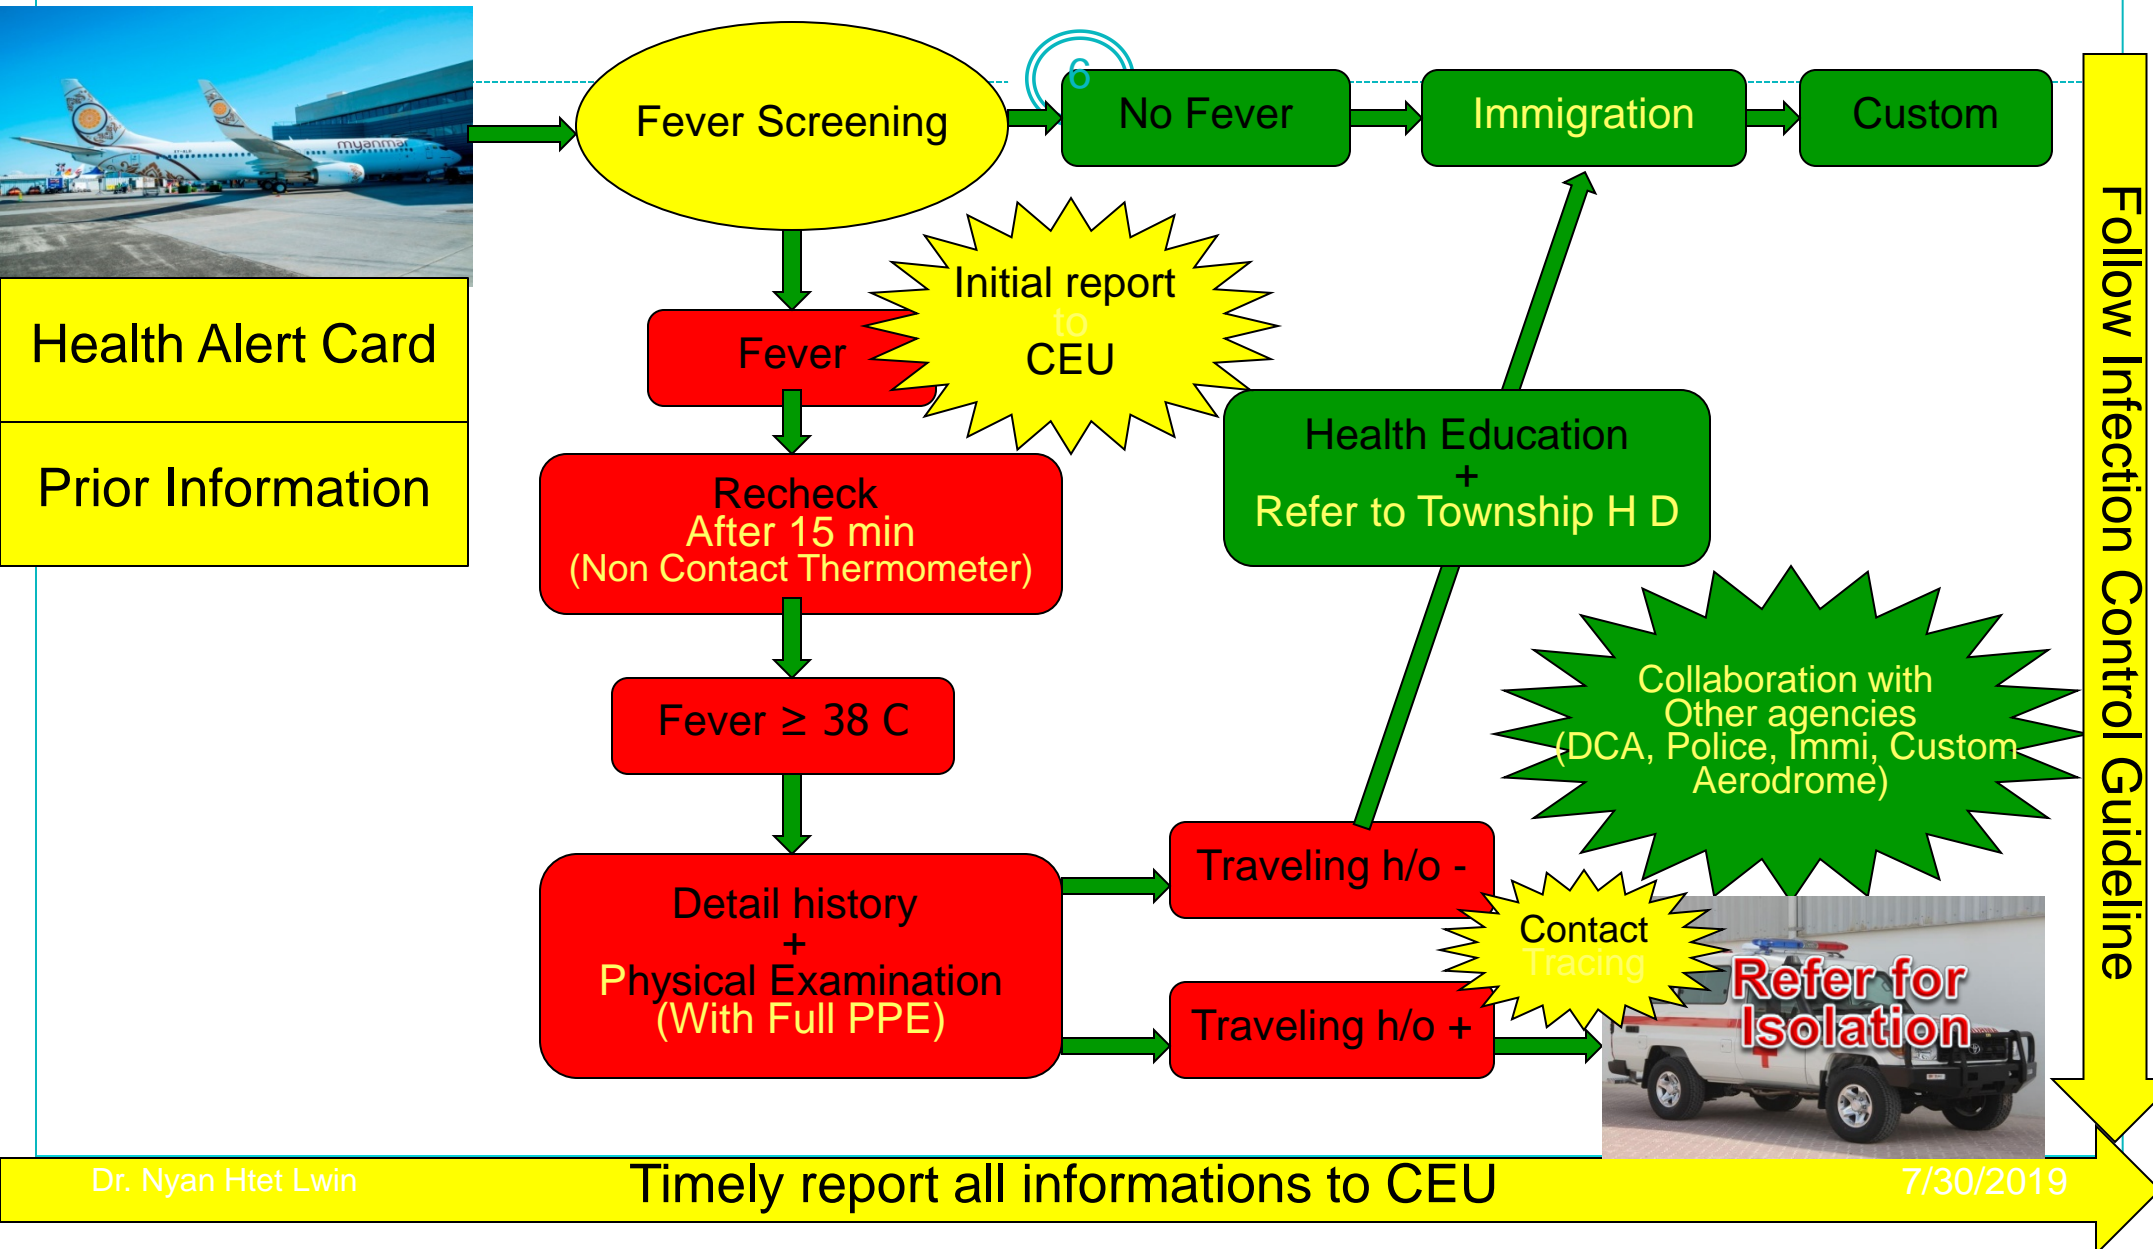 6
myanmar
Fever Screening
No Fever
Immigration
Custom
Initial report
to
CEU
Health Alert Card
Prior Information
Fever
Recheck
After 15 min
(Non Contact Thermometer)
Fever ≥ 38 C
Detail history
+
Physical Examination
(With Full PPE)
Health Education
+
Refer to Township H D
Traveling h/o -
Traveling h/o +
Contact
Tracing
Collaboration with
Other agencies
(DCA, Police, Immi, Custom
Aerodrome)
Refer for
Isolation
Follow Infection Control Guideline
Dr. Nyan Htet Lwin
Timely report all informations to CEU
7/30/2019